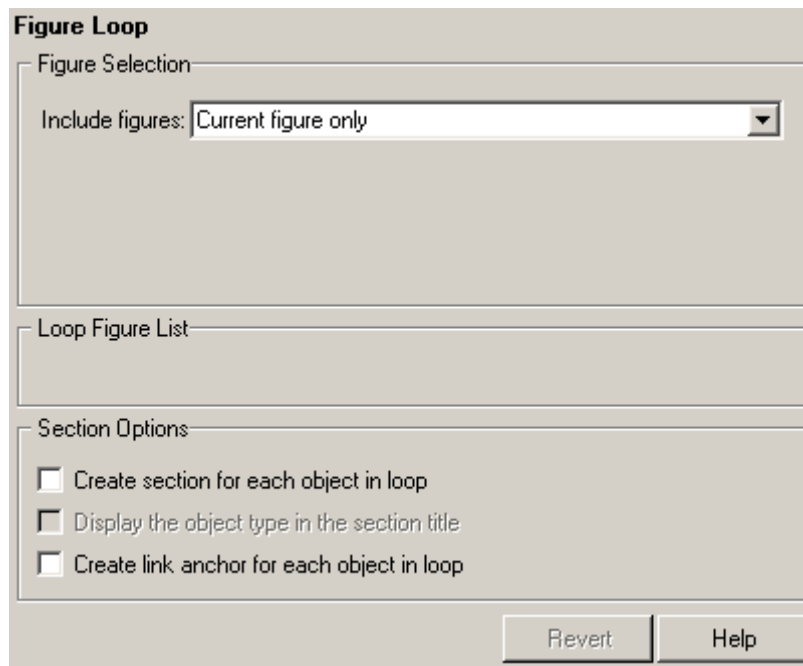 Figure Loop
Figure Selection
Include figures: Current figure only
Loop Figure List
Section Options
Create section for each object in loop
Display the object type in the section title
Create link anchor for each object in loop
Revert Help